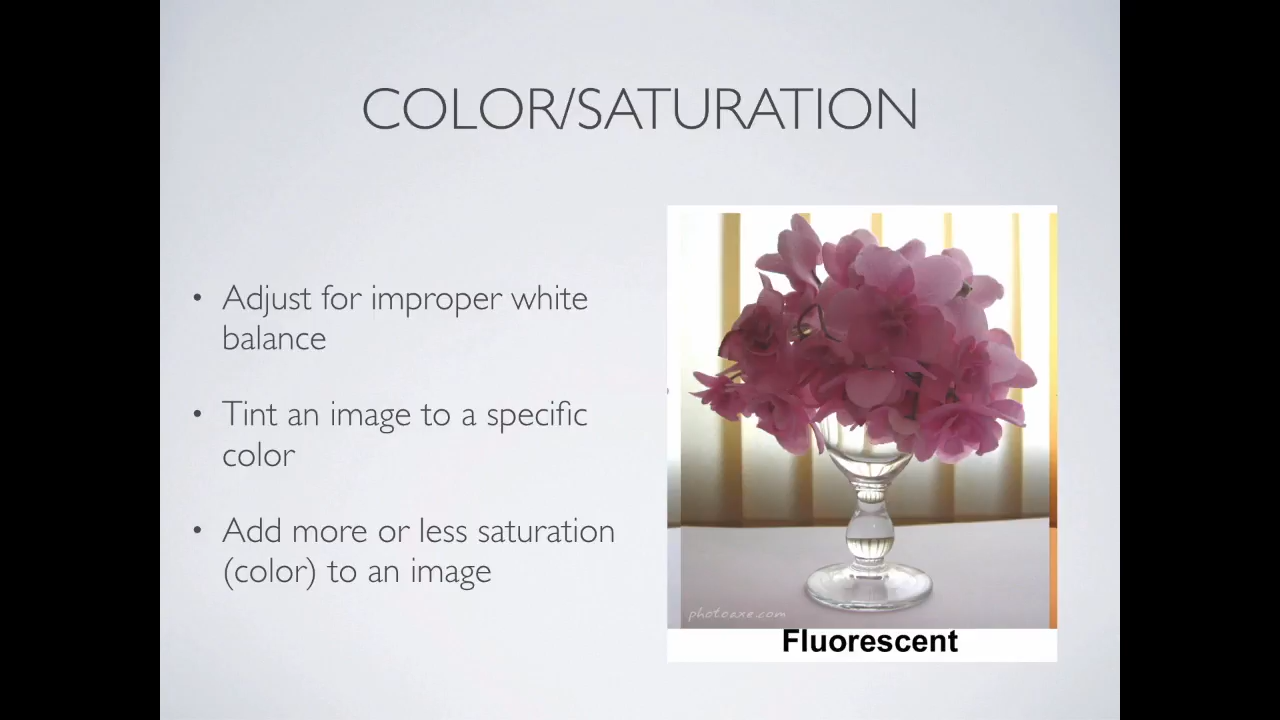 COLOR/SATURATION
• Adjust for improper white
balance
• Tint an image to a specific
color
• Add more or less saturation
(color) to an image
photoaxe.com
Fluorescent